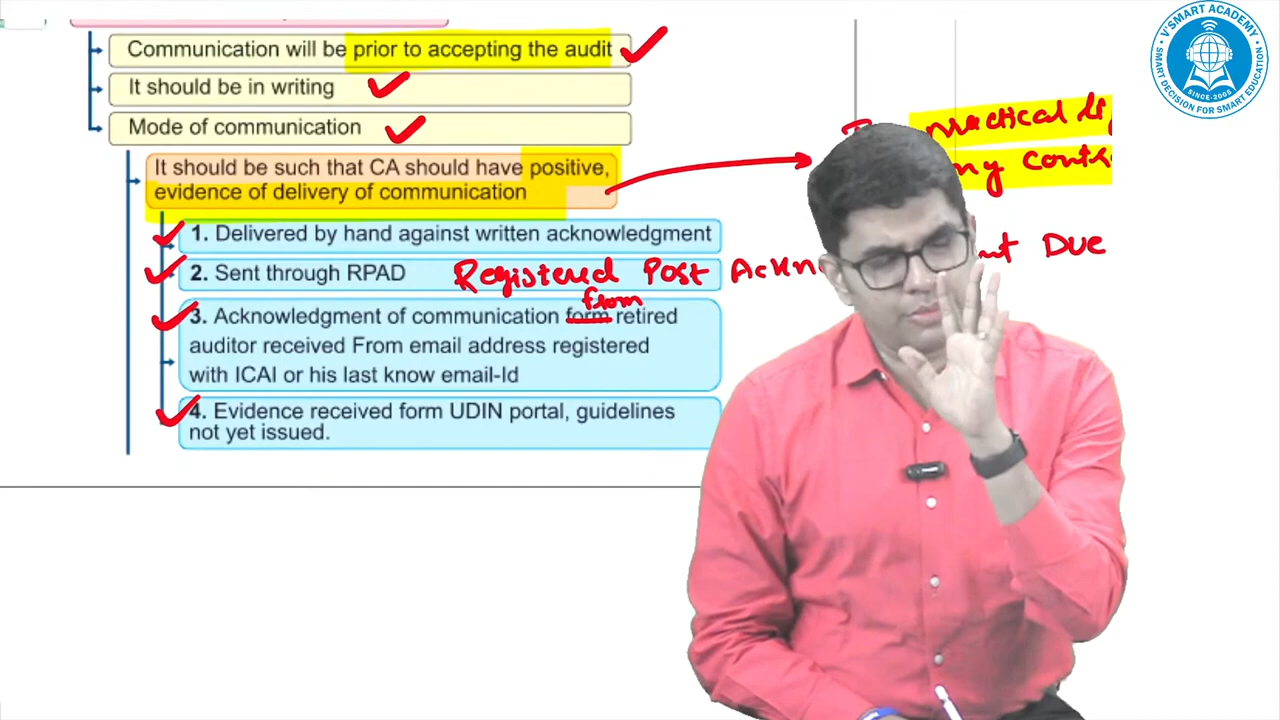 Communication will be prior to accepting the audit
It should be in writing
Mode of communication
It should be such that CA should have positive,
evidence of delivery of communication
1. Delivered by hand against written acknowledgment
2. Sent through RPAD Registered Post Due
from
3. Acknowledgment of communication form retired
auditor received From email address registered
with ICAI or his last know email-Id
4. Evidence received form UDIN portal, guidelines
not yet issued.
practical
V'SMART ACADEMY
SINCE-2005
SMART DECISION FOR SMART EDUCATION